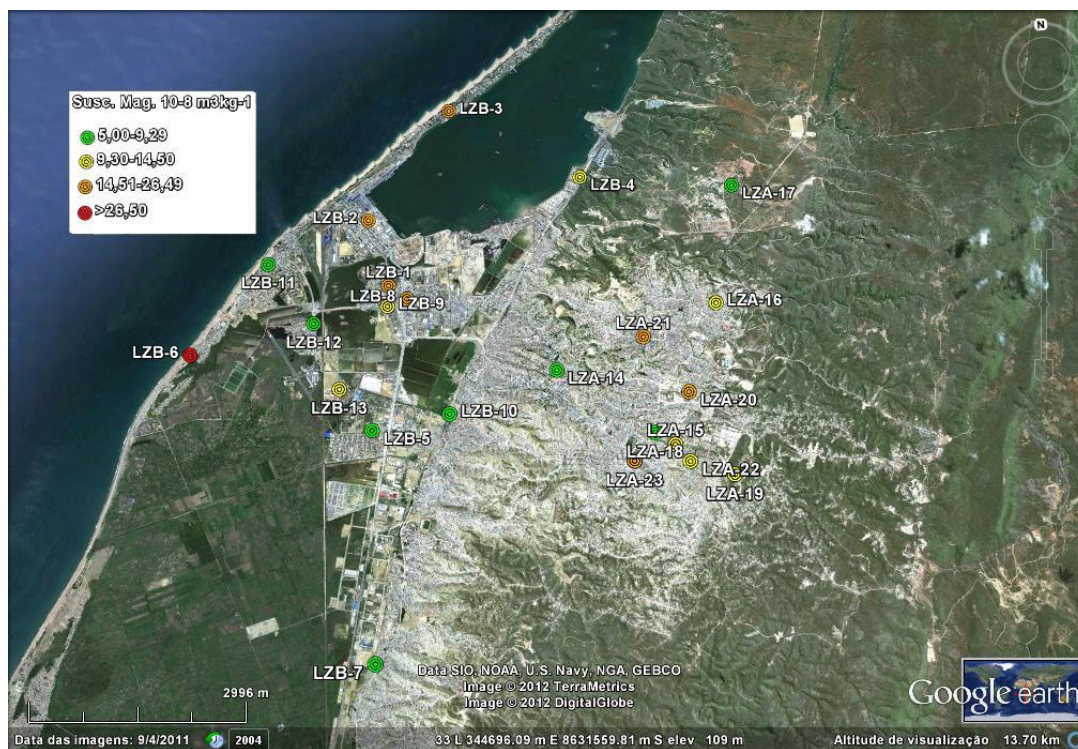 N
Susc. Mag. 10-8 m3kg-1
5,00-9,29
9,30-14,50
14,51-26,49
>26,50
LZB-3
LZB-4
LZA-17
LZB-2
LZB-11
LZB-1
LZB-8
LZB-9
LZA-16
LZB-12
LZA-21
LZB-6
LZA-14
LZB-13
LZA-20
LZB-10
LZB-5
LZA-15
LZA-18
LZA-22
LZA-23
LZA-19
LZB-7
Data SIO, NOAA, U.S. Navy, NGA, GEBCO
Image © 2012 TerraMetrics
Image © 2012 DigitalGlobe
2996 m
Google earth
Data das imagens: 9/4/2011
2004
33 L 344696.09 m E 8631559.81 m S elev 109 m
Altitude de visualização 13.70 km